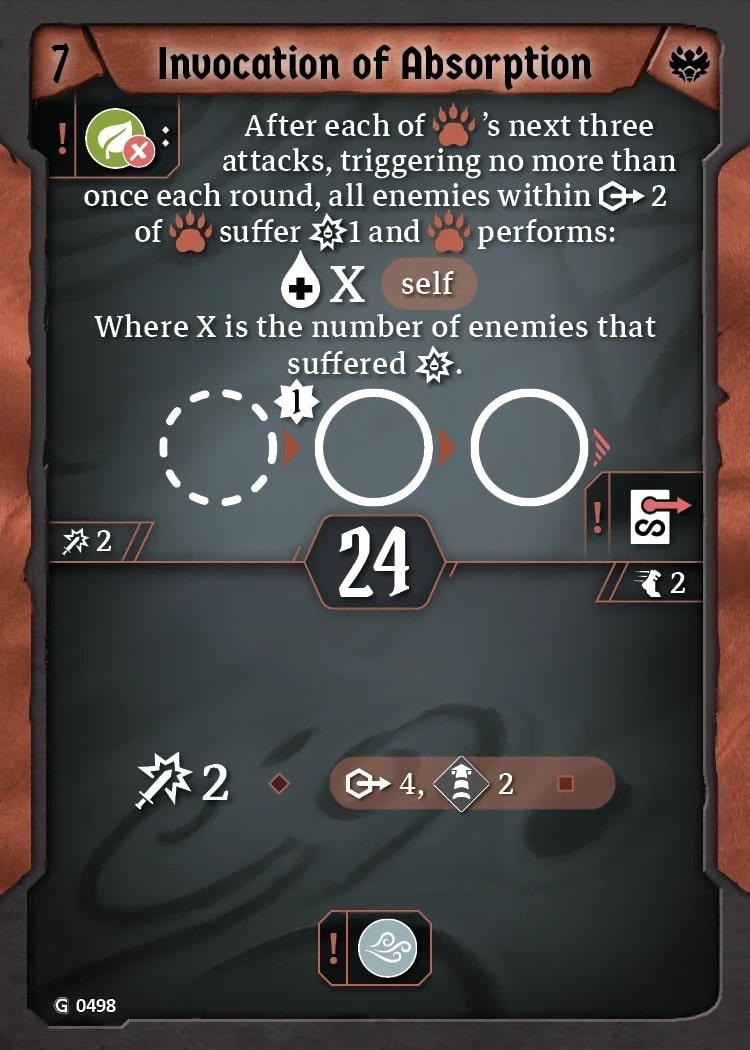 7 Invocation of Absorption
! : After each of 's next three
attacks, triggering no more than
once each round, all enemies within 2
of suffer 1 and performs:
X self
Where X is the number of enemies that
suffered .
1
!
2 24
2
2 4, 2
!
G 0498